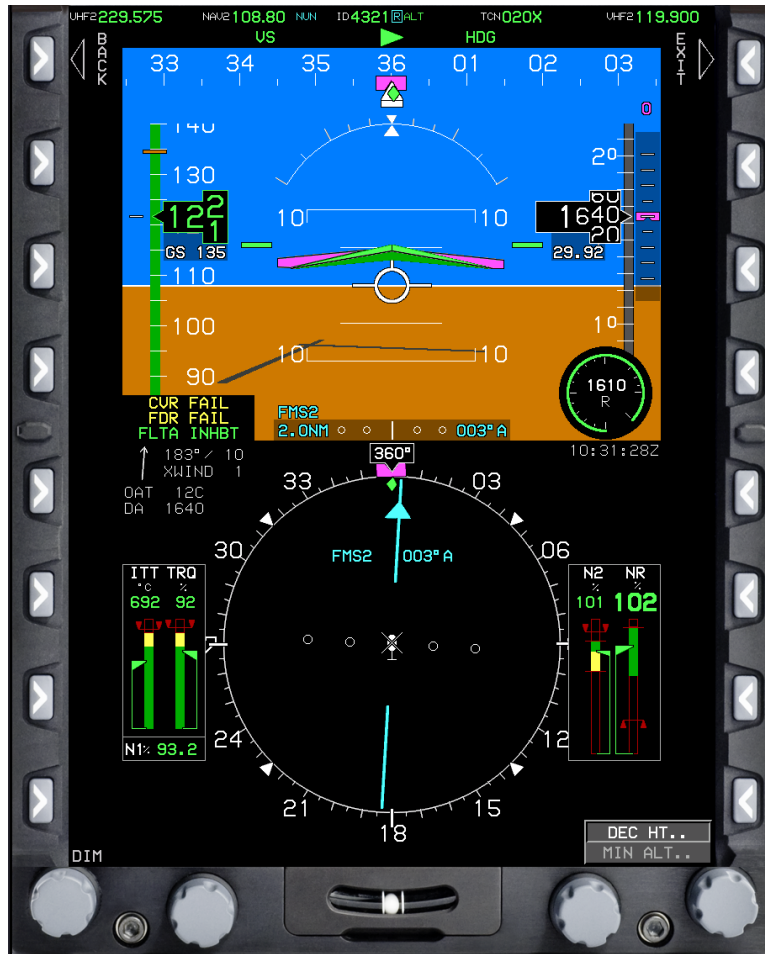 VHF2 229.575 NAV2 108.80 NUN ID 4321 R ALT TCN 020X VHF2 119.900
BACK VS HDG EXIT
33 34 35 36 01 02 03
0
140
130
122
1
GS 135
110
100
90
10 10
10 10
20
60
1640
20
29.92
10
1610
R
CVR FAIL
FDR FAIL
FLTA INHBT
FMS2
2.0NM 003° A
183°/ 10
XWIND 1
OAT 12C
DA 1640
10:31:28Z
360°
33 03
30 06
FMS2 003° A
24 12
21 15
18
ITT TRQ
°C %
692 92
N1% 93.2
N2 NR
% %
101 102
DEC HT..
MIN ALT..
DIM